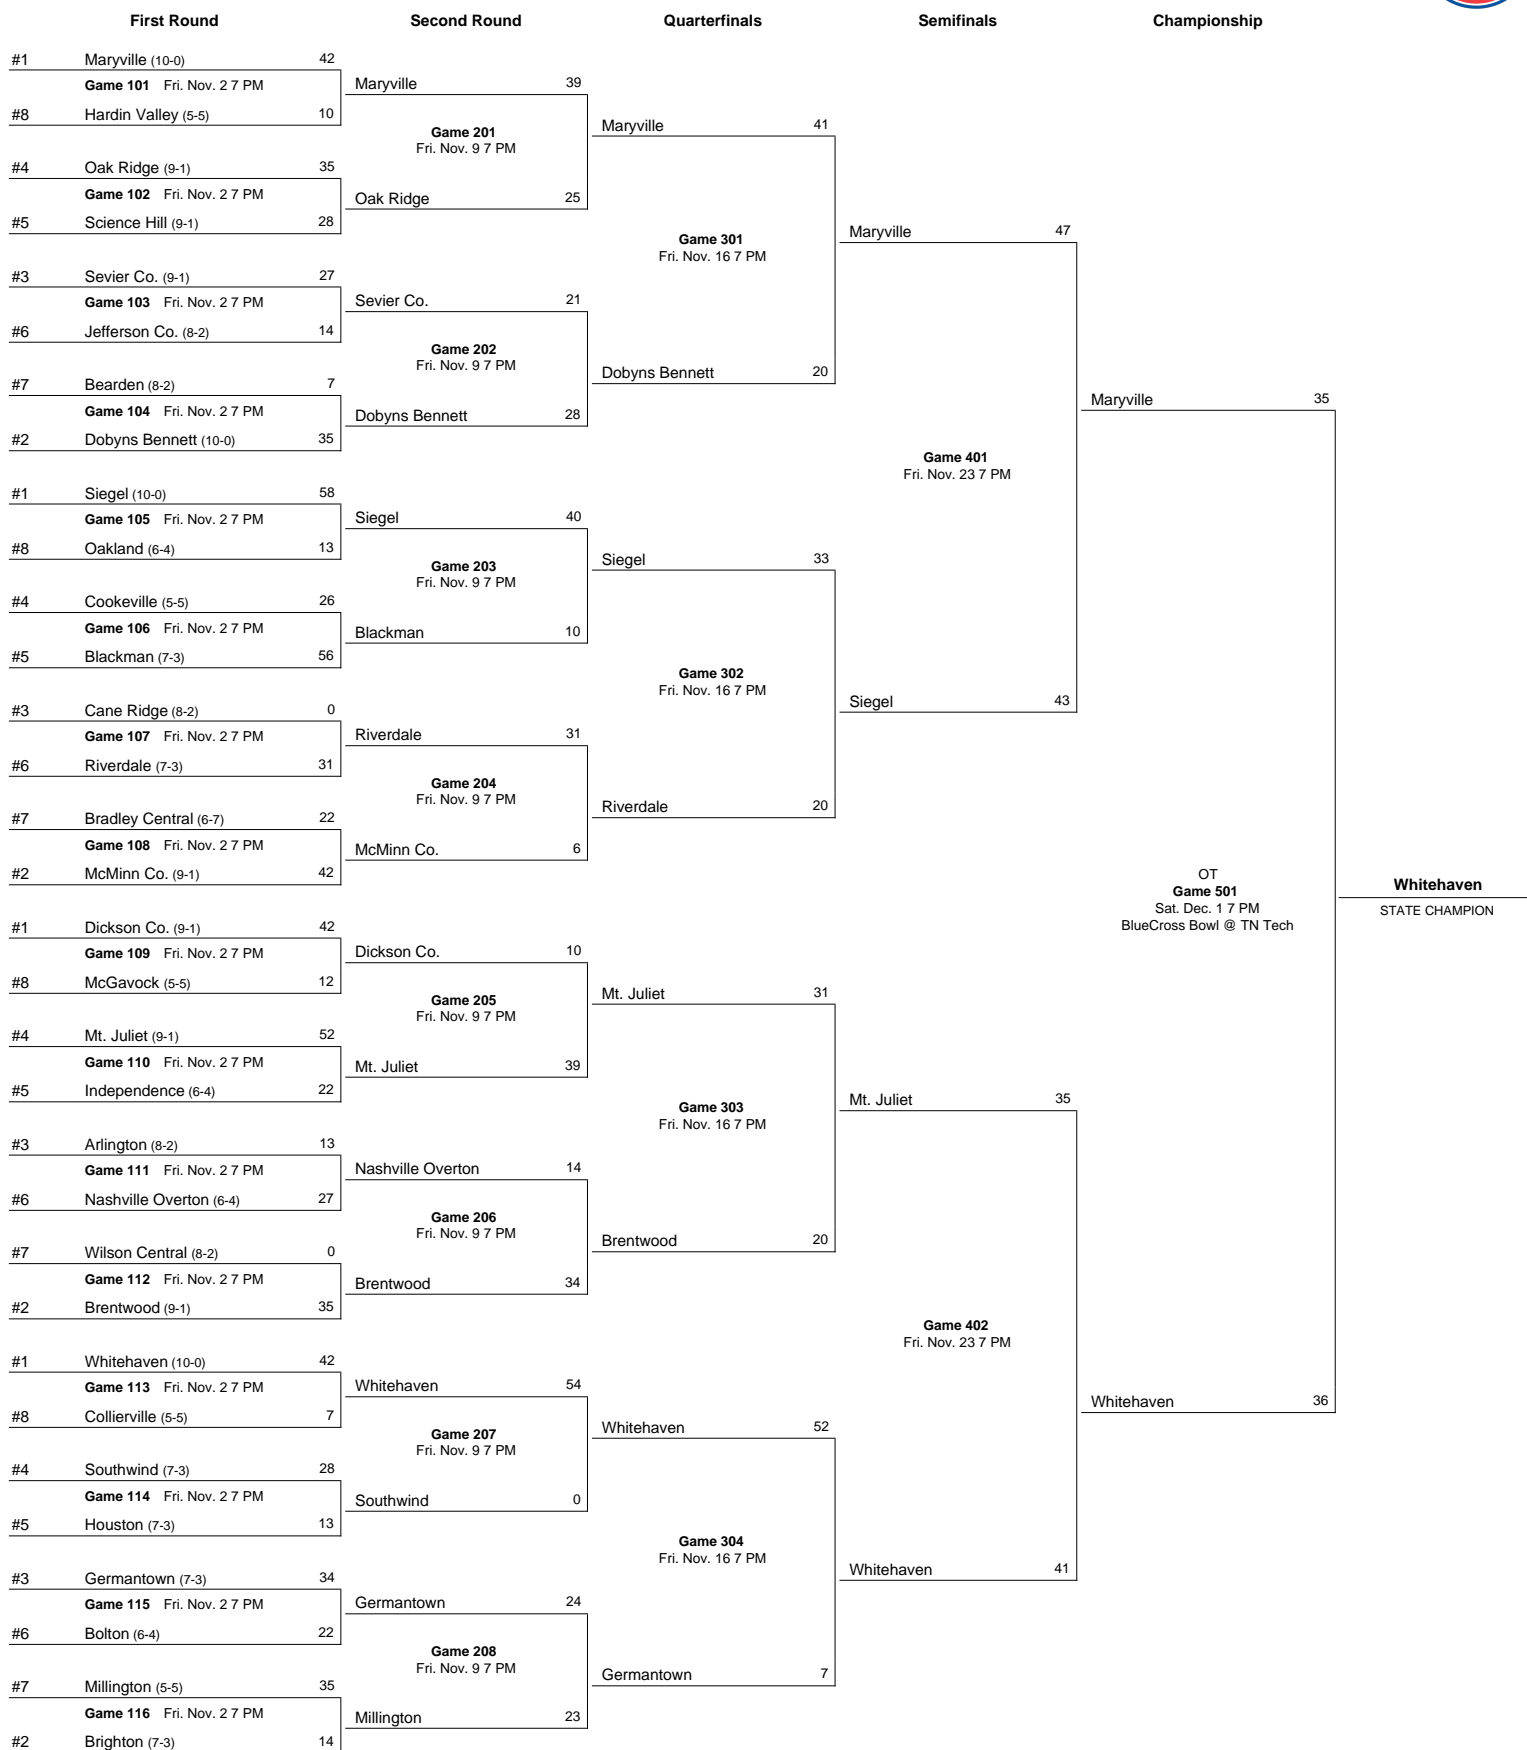 First Round Second Round Quarterfinals Semifinals Championship
#1 Maryville (10-0) 42
Game 101 Fri. Nov. 2 7 PM
#8 Hardin Valley (5-5) 10
#4 Oak Ridge (9-1) 35
Game 102 Fri. Nov. 2 7 PM
#5 Science Hill (9-1) 28
#3 Sevier Co. (9-1) 27
Game 103 Fri. Nov. 2 7 PM
#6 Jefferson Co. (8-2) 14
#7 Bearden (8-2) 7
Game 104 Fri. Nov. 2 7 PM
#2 Dobyns Bennett (10-0) 35
#1 Siegel (10-0) 58
Game 105 Fri. Nov. 2 7 PM
#8 Oakland (6-4) 13
#4 Cookeville (5-5) 26
Game 106 Fri. Nov. 2 7 PM
#5 Blackman (7-3) 56
#3 Cane Ridge (8-2) 0
Game 107 Fri. Nov. 2 7 PM
#6 Riverdale (7-3) 31
#7 Bradley Central (6-7) 22
Game 108 Fri. Nov. 2 7 PM
#2 McMinn Co. (9-1) 42
#1 Dickson Co. (9-1) 42
Game 109 Fri. Nov. 2 7 PM
#8 McGavock (5-5) 12
#4 Mt. Juliet (9-1) 52
Game 110 Fri. Nov. 2 7 PM
#5 Independence (6-4) 22
#3 Arlington (8-2) 13
Game 111 Fri. Nov. 2 7 PM
#6 Nashville Overton (6-4) 27
#7 Wilson Central (8-2) 0
Game 112 Fri. Nov. 2 7 PM
#2 Brentwood (9-1) 35
#1 Whitehaven (10-0) 42
Game 113 Fri. Nov. 2 7 PM
#8 Collierville (5-5) 7
#4 Southwind (7-3) 28
Game 114 Fri. Nov. 2 7 PM
#5 Houston (7-3) 13
#3 Germantown (7-3) 34
Game 115 Fri. Nov. 2 7 PM
#6 Bolton (6-4) 22
#7 Millington (5-5) 35
Game 116 Fri. Nov. 2 7 PM
#2 Brighton (7-3) 14
Maryville 39
Game 201
Fri. Nov. 9 7 PM
Oak Ridge 25
Sevier Co. 21
Game 202
Fri. Nov. 9 7 PM
Dobyns Bennett 28
Siegel 40
Game 203
Fri. Nov. 9 7 PM
Blackman 10
Riverdale 31
Game 204
Fri. Nov. 9 7 PM
McMinn Co. 6
Dickson Co. 10
Game 205
Fri. Nov. 9 7 PM
Mt. Juliet 39
Nashville Overton 14
Game 206
Fri. Nov. 9 7 PM
Brentwood 34
Whitehaven 54
Game 207
Fri. Nov. 9 7 PM
Southwind 0
Germantown 24
Game 208
Fri. Nov. 9 7 PM
Millington 23
Maryville 41
Game 301
Fri. Nov. 16 7 PM
Dobyns Bennett 20
Siegel 33
Game 302
Fri. Nov. 16 7 PM
Riverdale 20
Mt. Juliet 31
Game 303
Fri. Nov. 16 7 PM
Brentwood 20
Whitehaven 52
Game 304
Fri. Nov. 16 7 PM
Germantown 7
Maryville 47
Game 401
Fri. Nov. 23 7 PM
Siegel 43
Mt. Juliet 35
Game 402
Fri. Nov. 23 7 PM
Whitehaven 41
Maryville 35
OT
Game 501
Sat. Dec. 1 7 PM
BlueCross Bowl @ TN Tech
Whitehaven 36
Whitehaven
STATE CHAMPION